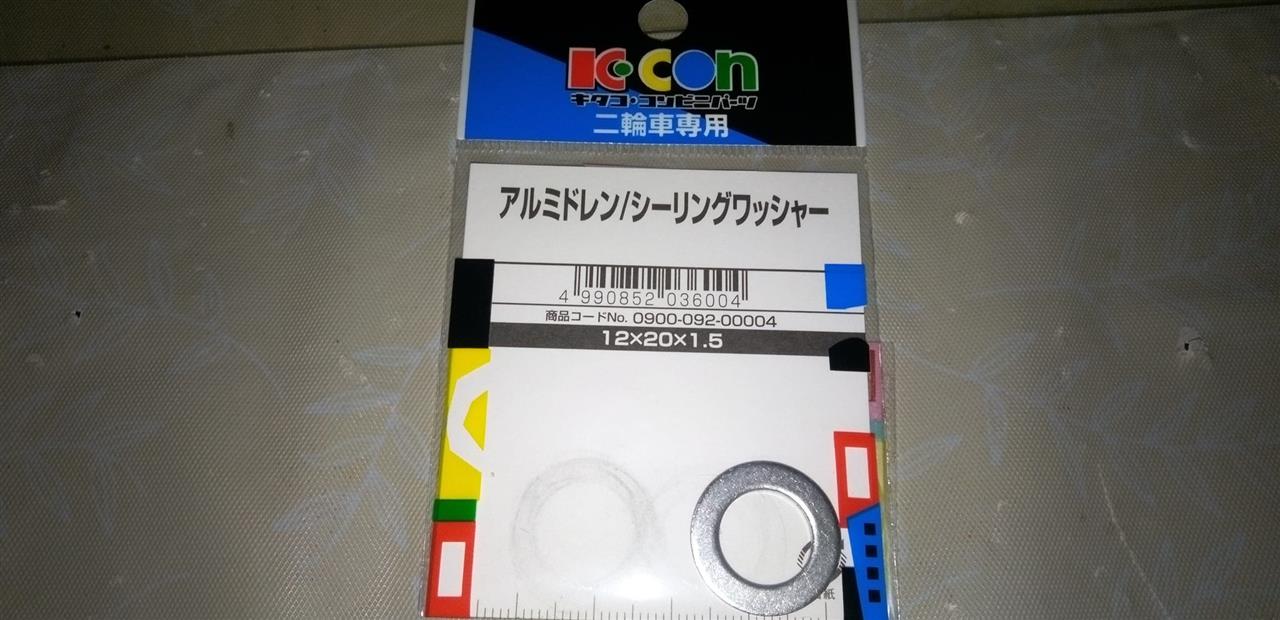 K・con
キタコ・コンビニパーツ
二輪車専用
アルミドレン/シーリングワッシャー
4 990852 036004
商品コードNo. 0900-092-00004
12×20×1.5
紙